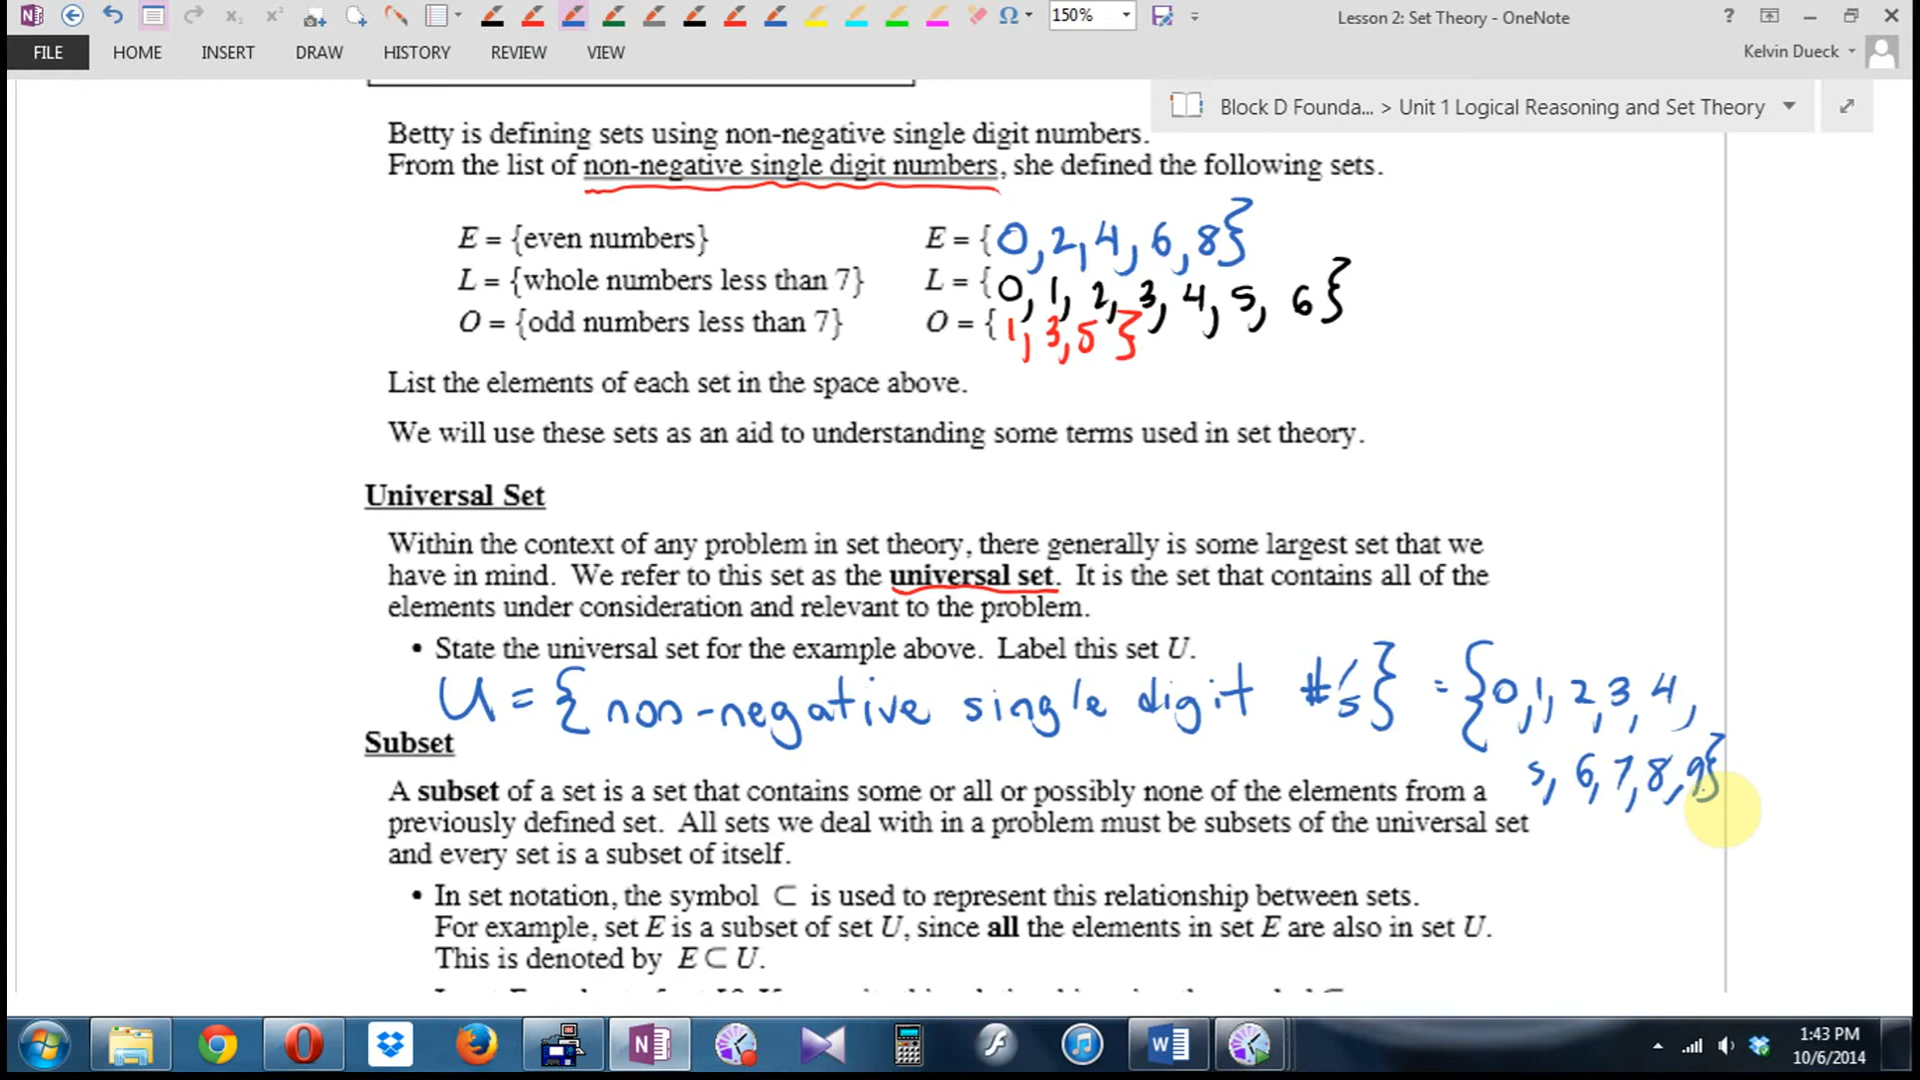 150%
Lesson 2: Set Theory - OneNote
FILE HOME INSERT DRAW HISTORY REVIEW VIEW
Kelvin Dueck
Block D Founda... > Unit 1 Logical Reasoning and Set Theory
Betty is defining sets using non-negative single digit numbers.
From the list of non-negative single digit numbers, she defined the following sets.
E = {even numbers} E = {0, 2, 4, 6, 8}
L = {whole numbers less than 7} L = {0, 1, 2, 3, 4, 5, 6}
O = {odd numbers less than 7} O = {1, 3, 5}
List the elements of each set in the space above.
We will use these sets as an aid to understanding some terms used in set theory.
Universal Set
Within the context of any problem in set theory, there generally is some largest set that we
have in mind. We refer to this set as the universal set. It is the set that contains all of the
elements under consideration and relevant to the problem.
• State the universal set for the example above. Label this set U.
U = {non-negative single digit #'s} = {0, 1, 2, 3, 4,
5, 6, 7, 8, 9}
Subset
A subset of a set is a set that contains some or all or possibly none of the elements from a
previously defined set. All sets we deal with in a problem must be subsets of the universal set
and every set is a subset of itself.
• In set notation, the symbol ⊂ is used to represent this relationship between sets.
For example, set E is a subset of set U, since all the elements in set E are also in set U.
This is denoted by E ⊂ U.
1:43 PM
10/6/2014